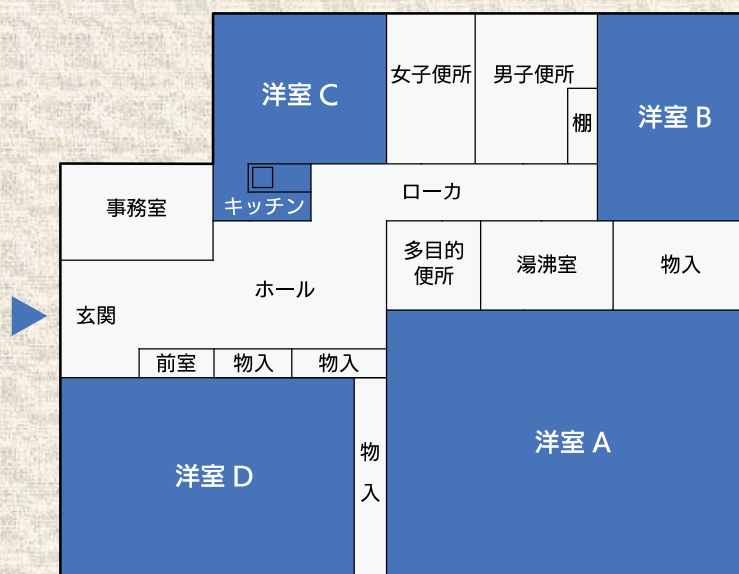 洋室 C
女子便所
男子便所
棚
洋室 B
事務室
キッチン
ローカ
多目的
便所
湯沸室
物入
ホール
玄関
前室
物入
物入
洋室 D
物
入
洋室 A